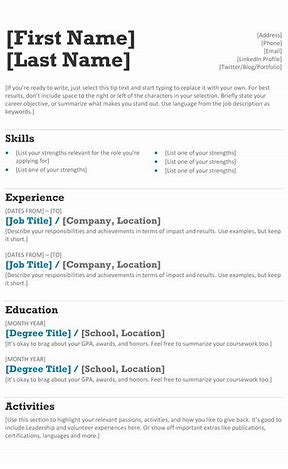 [First Name]
[Last Name]
[Address]
[Phone]
[Email]
[LinkedIn Profile]
[Twitter/Blog/Portfolio]
[If you're ready to write, just select this tip text and start typing to replace it with your own. For best
results, don't include space to the right or left of the characters in your selection. Briefly state your
career objective, or summarize what makes you stand out. Use language from the job description as
keywords.]
Skills
[List your strengths relevant for the role you're
applying for]
[List one of your strengths]
[List one of your strengths]
[List one of your strengths]
[List one of your strengths]
Experience
[DATES FROM] – [TO]
[Job Title] / [Company, Location]
[Describe your responsibilities and achievements in terms of impact and results. Use examples, but keep
it short.]
[DATES FROM] – [TO]
[Job Title] / [Company, Location]
[Describe your responsibilities and achievements in terms of impact and results. Use examples, but keep
it short.]
Education
[MONTH YEAR]
[Degree Title] / [School, Location]
[It's okay to brag about your GPA, awards, and honors. Feel free to summarize your coursework too.]
[MONTH YEAR]
[Degree Title] / [School, Location]
[It's okay to brag about your GPA, awards, and honors. Feel free to summarize your coursework too.]
Activities
[Use this section to highlight your relevant passions, activities, and how you like to give back. It's good to
include Leadership and volunteer experiences here. Or show off important extras like publications,
certifications, languages and more.]